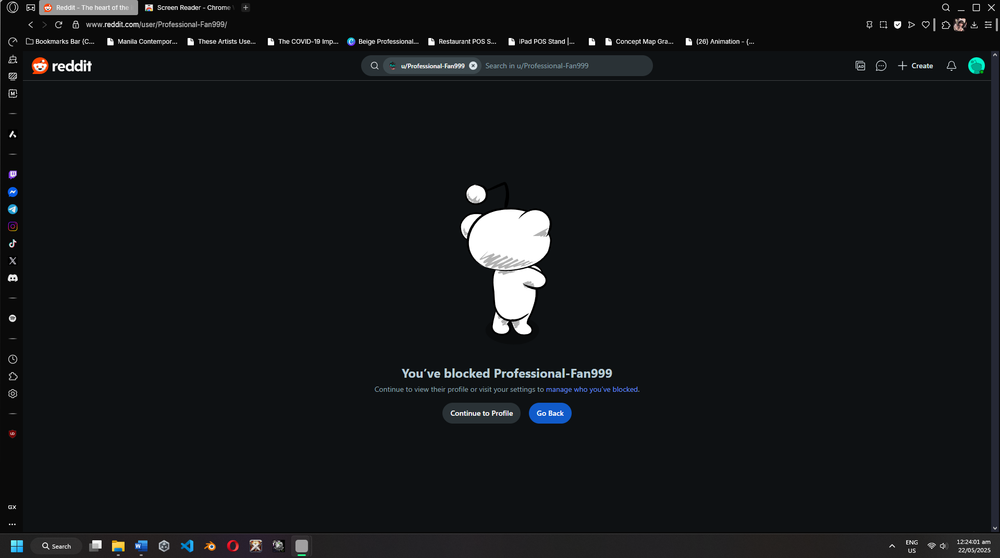 Reddit - The heart of the
Screen Reader - Chrome
www.reddit.com/user/Professional-Fan999/
Bookmarks Bar (C...
Manila Contempor...
These Artists Use...
The COVID-19 Imp...
Beige Professional...
Restaurant POS S...
iPad POS Stand |...
Concept Map Gra...
(26) Animation - {...
reddit
u/Professional-Fan999
Search in u/Professional-Fan999
AD
Create
M
You’ve blocked Professional-Fan999
Continue to view their profile or visit your settings to manage who you’ve blocked.
Continue to Profile
Go Back
GX
Search
ENG
US
12:24:01 am
22/05/2025